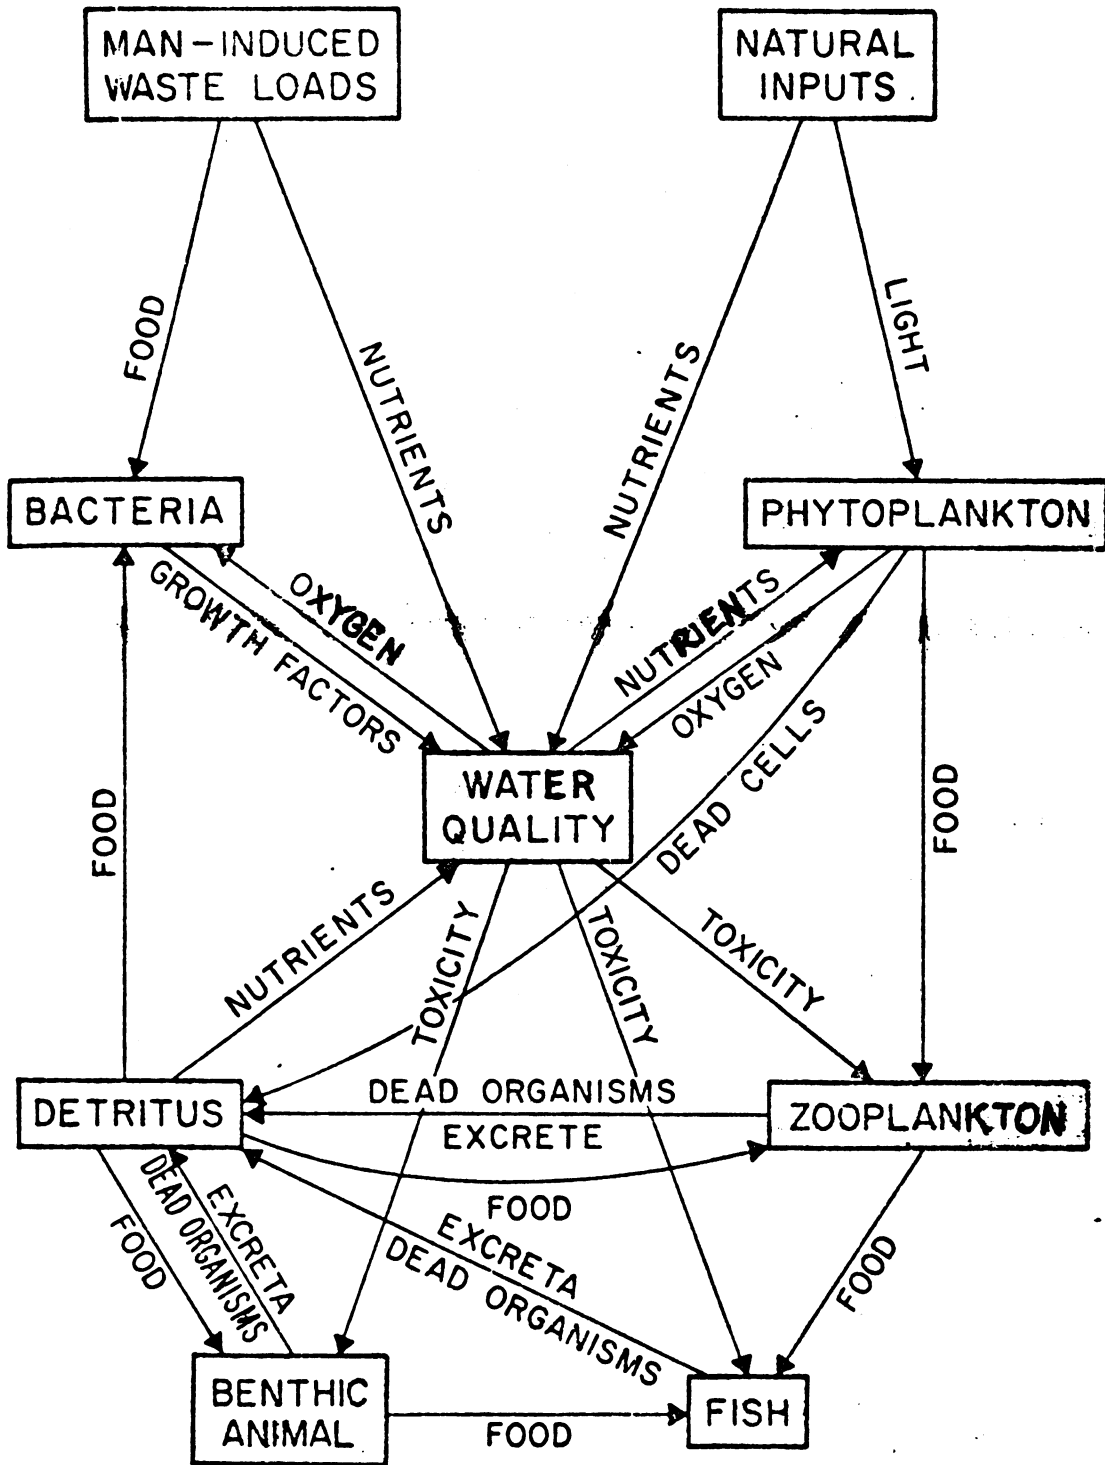 MAN-INDUCED
WASTE LOADS
NATURAL
INPUTS
FOOD
NUTRIENTS
NUTRIENTS
LIGHT
BACTERIA
PHYTOPLANKTON
OXYGEN
GROWTH FACTORS
NUTRIENTS
OXYGEN
WATER
QUALITY
DEAD CELLS
FOOD
FOOD
NUTRIENTS
TOXICITY
TOXICITY
TOXICITY
DETRITUS
DEAD ORGANISMS
EXCRETE
ZOOPLANKTON
FOOD
FOOD
DEAD ORGANISMS
EXCRETA
EXCRETA
DEAD ORGANISMS
FOOD
BENTHIC
ANIMAL
FOOD
FISH